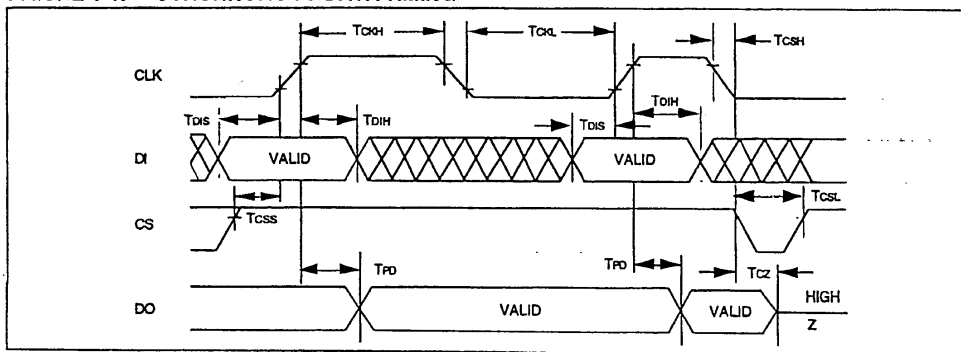 TCKH
TCKL
TCSH
CLK
TDIS
TDIH
TDIS
TDIH
DI
VALID
VALID
TCSS
TCSL
CS
TPD
TPD
TCZ
DO
VALID
VALID
HIGH
Z